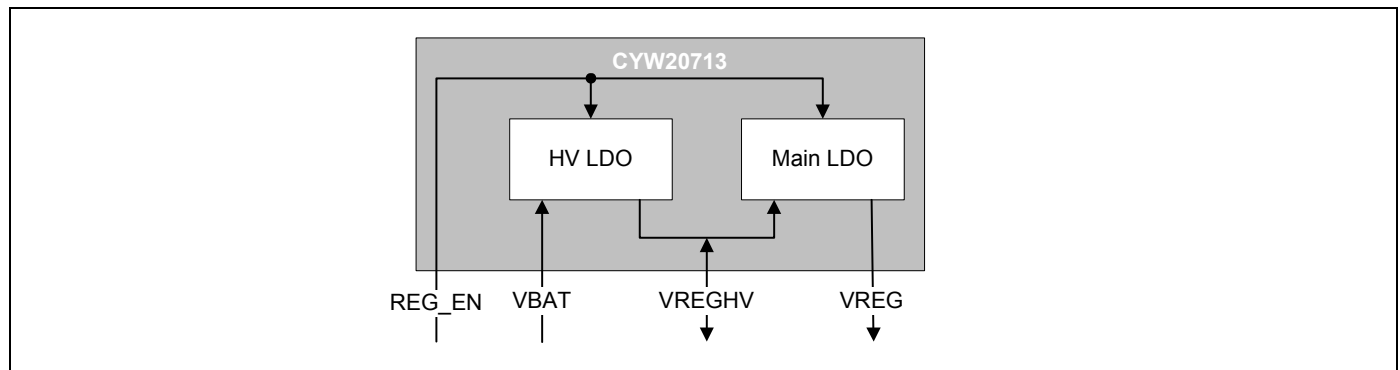 CYW20713
HV LDO
Main LDO
REG_EN
VBAT
VREGHV
VREG